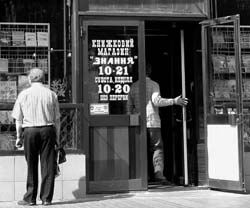 КНИЖКОВИЙ
МАГАЗИН
"ЗНАННЯ"
10-21
СУБОТА, НЕДІЛЯ
10-20
БЕЗ ПЕРЕРВИ